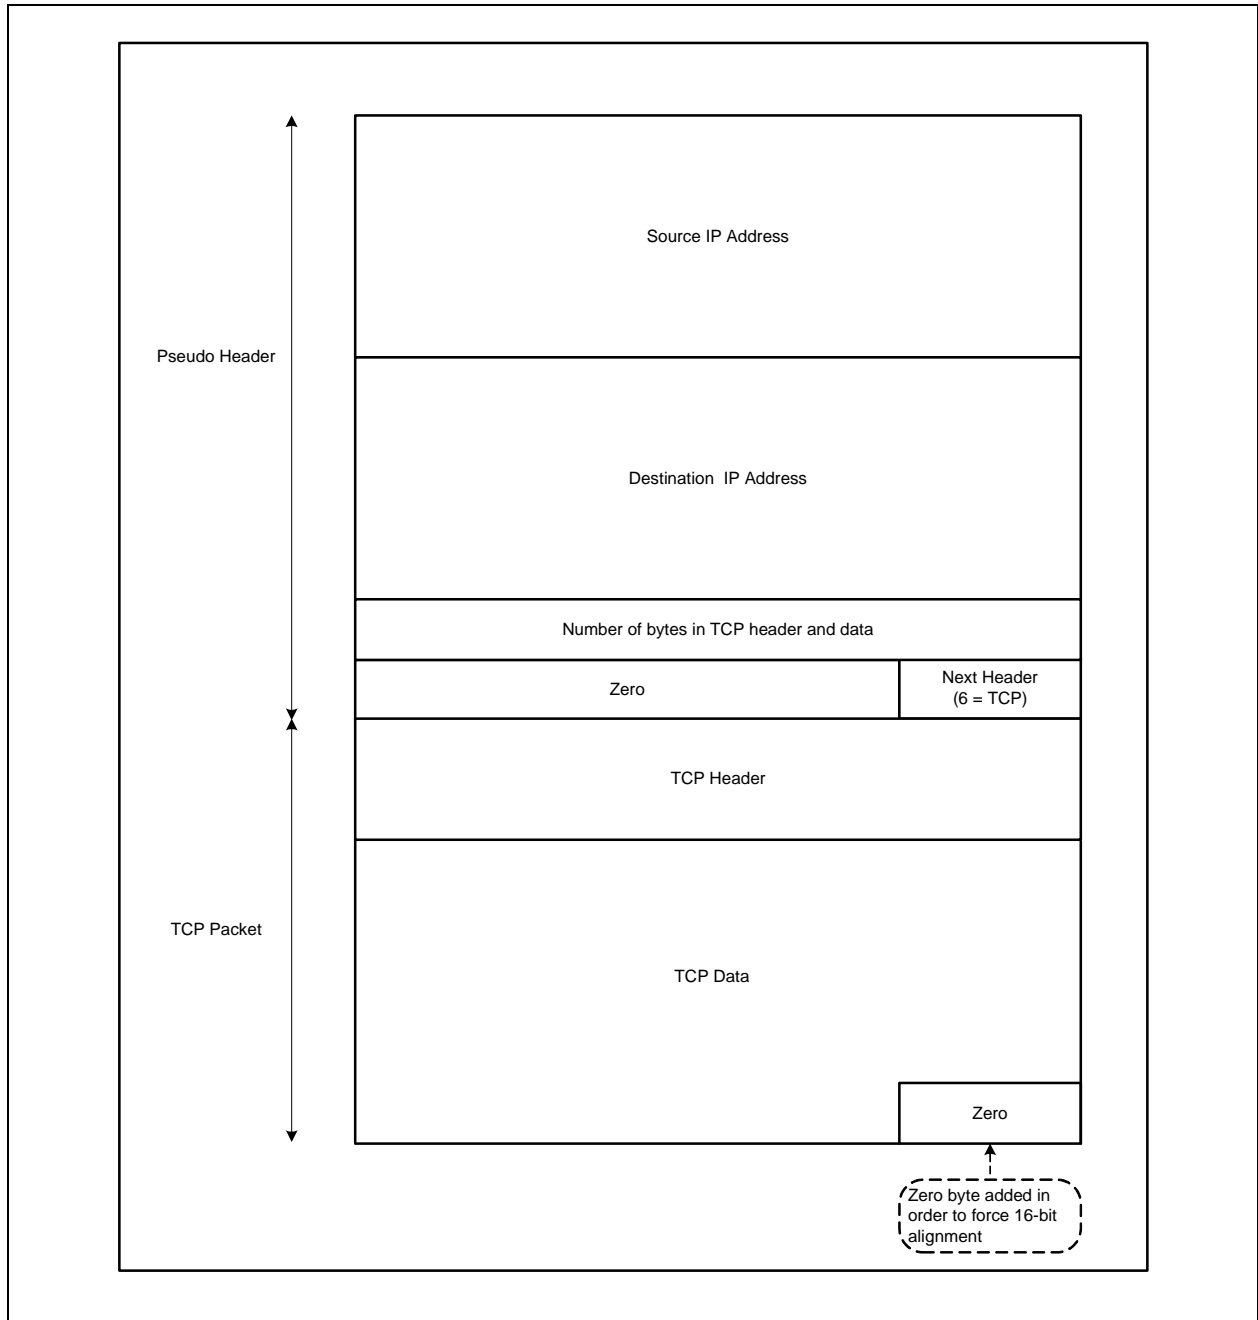 Source IP Address
Pseudo Header
Destination IP Address
Number of bytes in TCP header and data
Zero
Next Header
(6 = TCP)
TCP Header
TCP Packet
TCP Data
Zero
Zero byte added in
order to force 16-bit
alignment